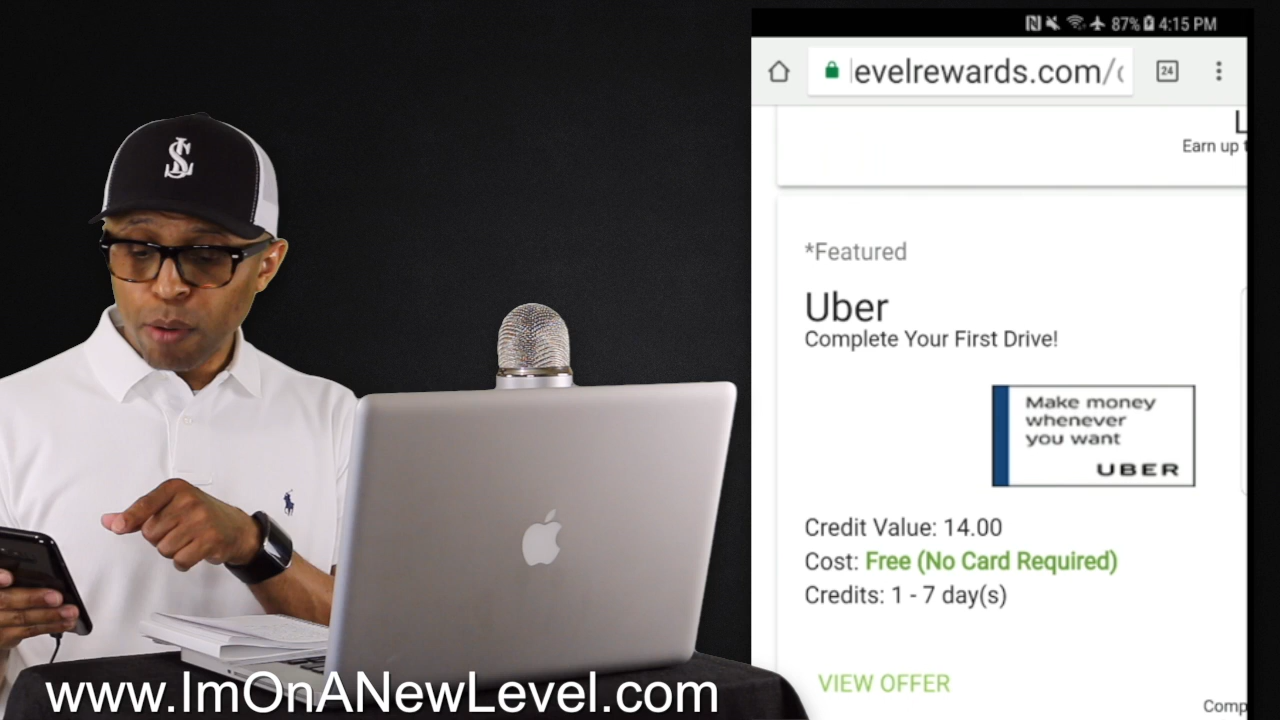 87% 4:15 PM
evelrewards.com/
24
L
Earn up t
*Featured
Uber
Complete Your First Drive!
Make money
whenever
you want
UBER
Credit Value: 14.00
Cost: Free (No Card Required)
Credits: 1 - 7 day(s)
VIEW OFFER
Comp
www.ImOnANewLevel.com